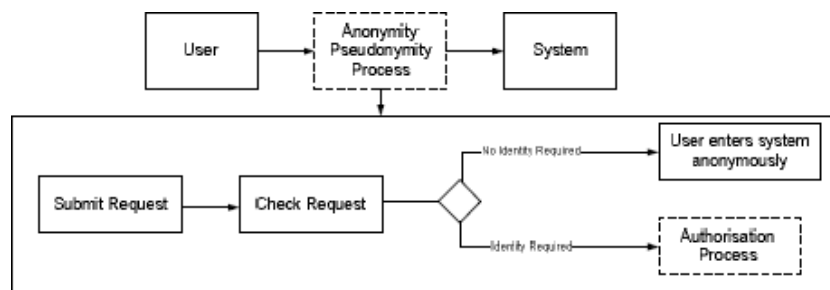 User
Anonymity
Pseudonymity
Process
System
No Identity Required
User enters system
anonymously
Submit Request
Check Request
Identity Required
Authorisation
Process